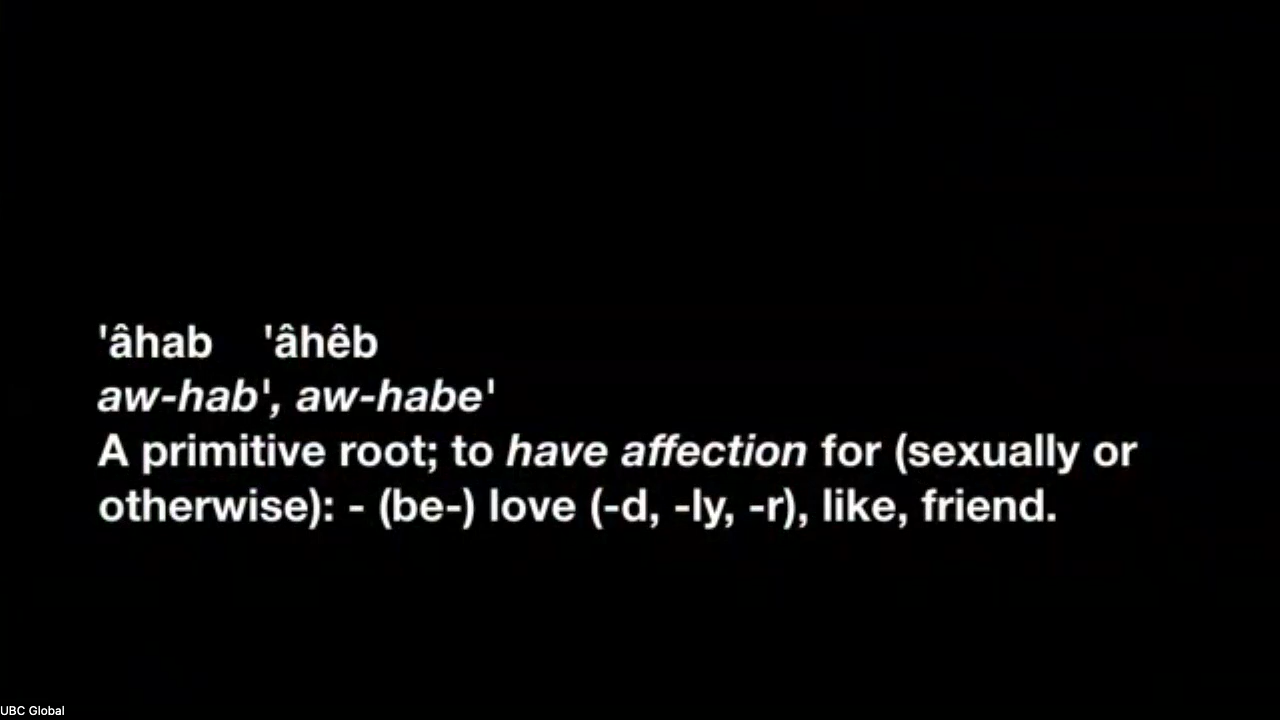 'âhab 'âhêb
aw-hab', aw-habe'
A primitive root; to have affection for (sexually or
otherwise): - (be-) love (-d, -ly, -r), like, friend.
UBC Global